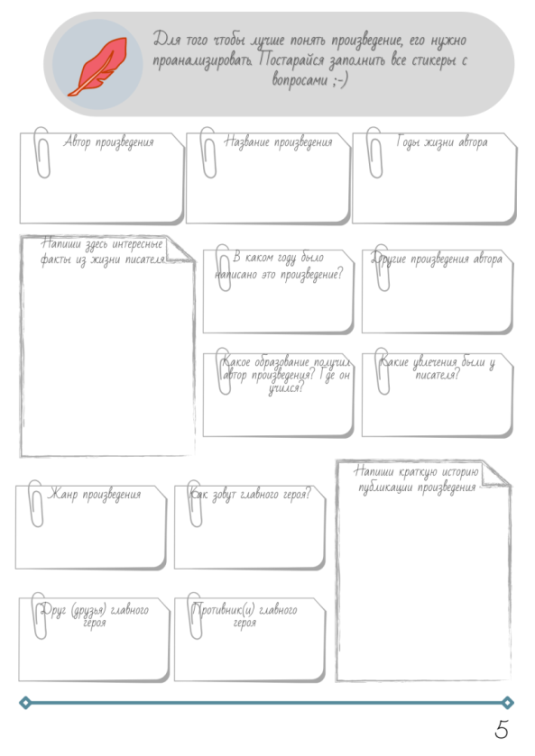 Для того чтобы лучше понять произведение, его нужно
проанализировать. Постарайся заполнить все стикеры с
вопросами ;-)
Автор произведения
Название произведения
Годы жизни автора
Напиши здесь интересные
факты из жизни писателя
В каком году было
написано это произведение?
Другие произведения автора
Какое образование получил
автор произведения? Где он
учился?
Какие увлечения были у
писателя?
Жанр произведения
Как зовут главного героя?
Напиши краткую историю
публикации произведения
Друг (друзья) главного
героя
Противник(и) главного
героя
5